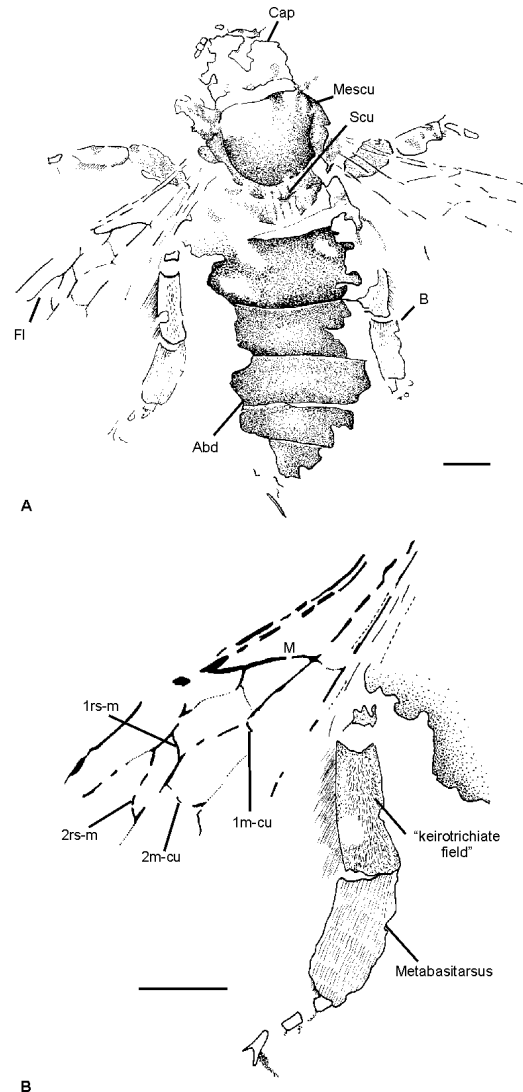 Cap
Mescu
Scu
Fl
B
Abd
A
M
1rs-m
2rs-m
2m-cu
1m-cu
“keirotrichiate
field”
Metabasitarsus
B